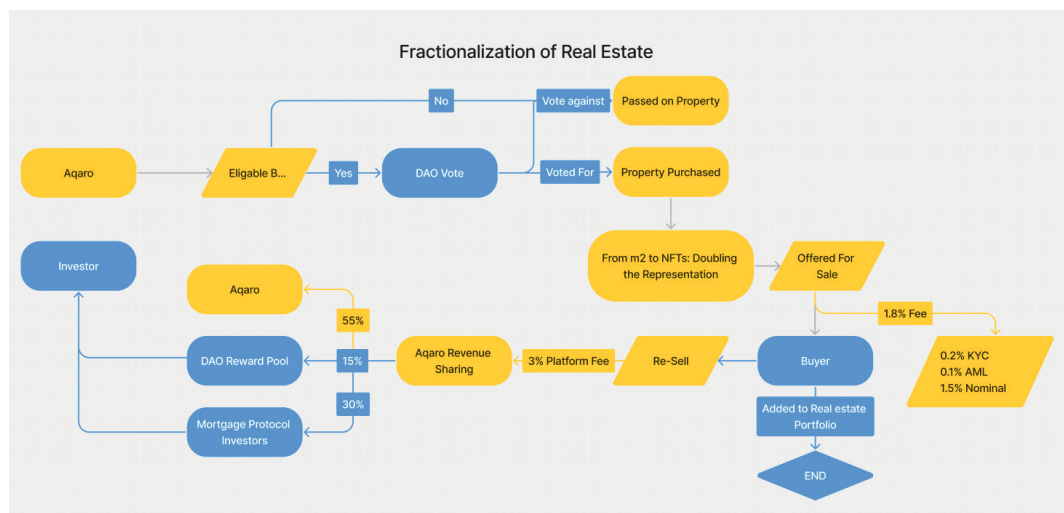 Fractionalization of Real Estate
No
Vote against
Passed on Property
Aqaro
Eligable B...
Yes
DAO Vote
Voted For
Property Purchased
Investor
From m2 to NFTs: Doubling
the Representation
Offered For
Sale
Aqaro
55%
1.8% Fee
DAO Reward Pool
15%
Aqaro Revenue
Sharing
3% Platform Fee
Re-Sell
Buyer
0.2% KYC
0.1% AML
1.5% Nominal
30%
Mortgage Protocol
Investors
Added to Real estate
Portfolio
END